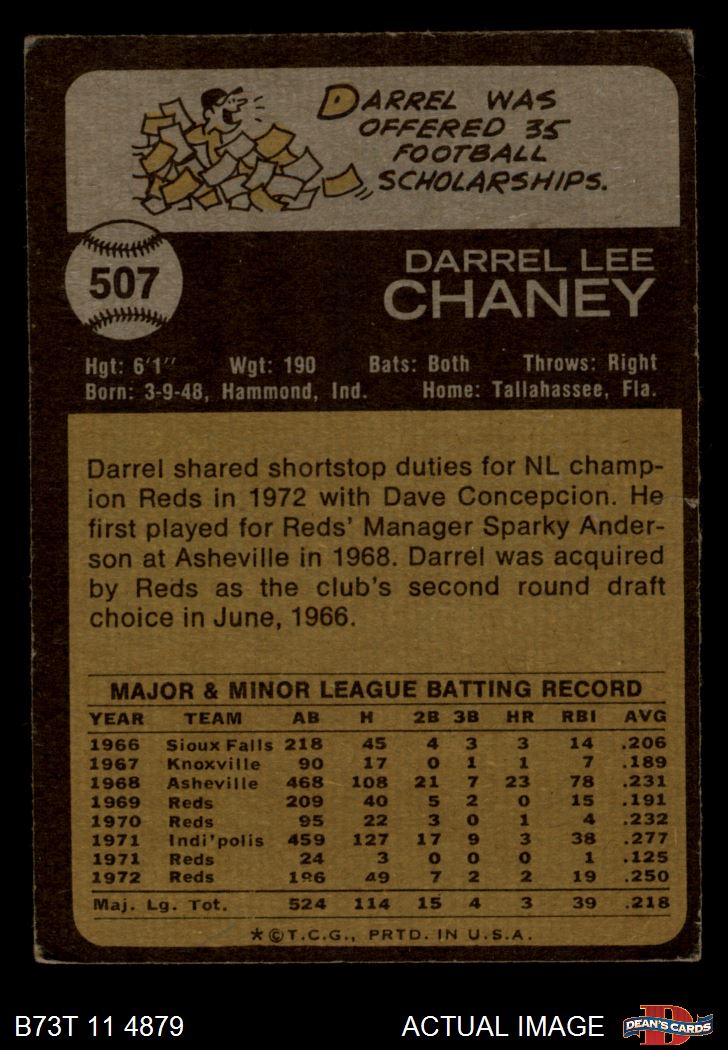 DARREL WAS
OFFERED 35
FOOTBALL
SCHOLARSHIPS.
507
DARREL LEE
CHANEY
Hgt: 6'1" Wgt: 190 Bats: Both Throws: Right
Born: 3-9-48, Hammond, Ind. Home: Tallahassee, Fla.
Darrel shared shortstop duties for NL champ-
ion Reds in 1972 with Dave Concepcion. He
first played for Reds' Manager Sparky Ander-
son at Asheville in 1968. Darrel was acquired
by Reds as the club's second round draft
choice in June, 1966.
MAJOR & MINOR LEAGUE BATTING RECORD
YEAR TEAM AB H 2B 3B HR RBI AVG
1966 Sioux Falls 218 45 4 3 3 14 .206
1967 Knoxville 90 17 0 1 1 7 .189
1968 Asheville 468 108 21 7 23 78 .231
1969 Reds 209 40 5 2 0 15 .191
1970 Reds 95 22 3 0 1 4 .232
1971 Indi'polis 459 127 17 9 3 38 .277
1971 Reds 24 3 0 0 0 1 .125
1972 Reds 196 49 7 2 2 19 .250
Maj. Lg. Tot. 524 114 15 4 3 39 .218
*©T.C.G., PRTD. IN U.S.A.
B73T 11 4879 ACTUAL IMAGE
D
DEAN'S CARDS